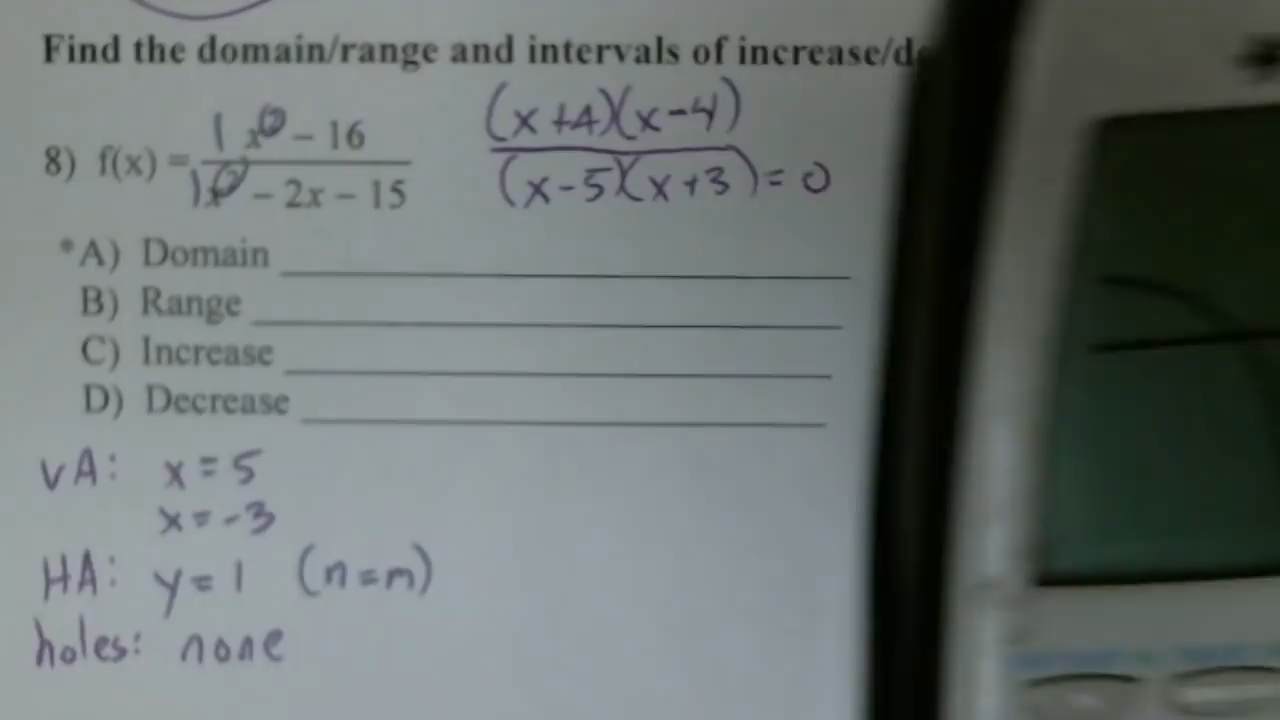 Find the domain/range and intervals of increase/d
8) f(x) = 1x² – 16 / 1x² – 2x – 15
(x+4)(x-4) / (x-5)(x+3) = 0
*A) Domain
B) Range
C) Increase
D) Decrease
VA: x = 5
x = -3
HA: y = 1 (n=m)
holes: none